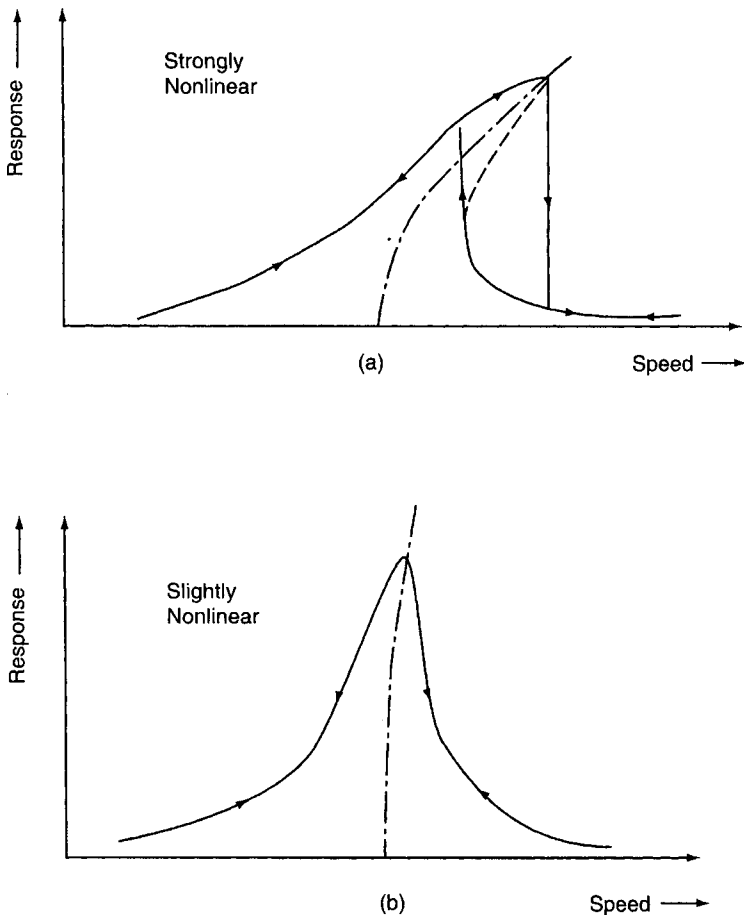 Response
Strongly
Nonlinear
(a)
Speed
Response
Slightly
Nonlinear
(b)
Speed